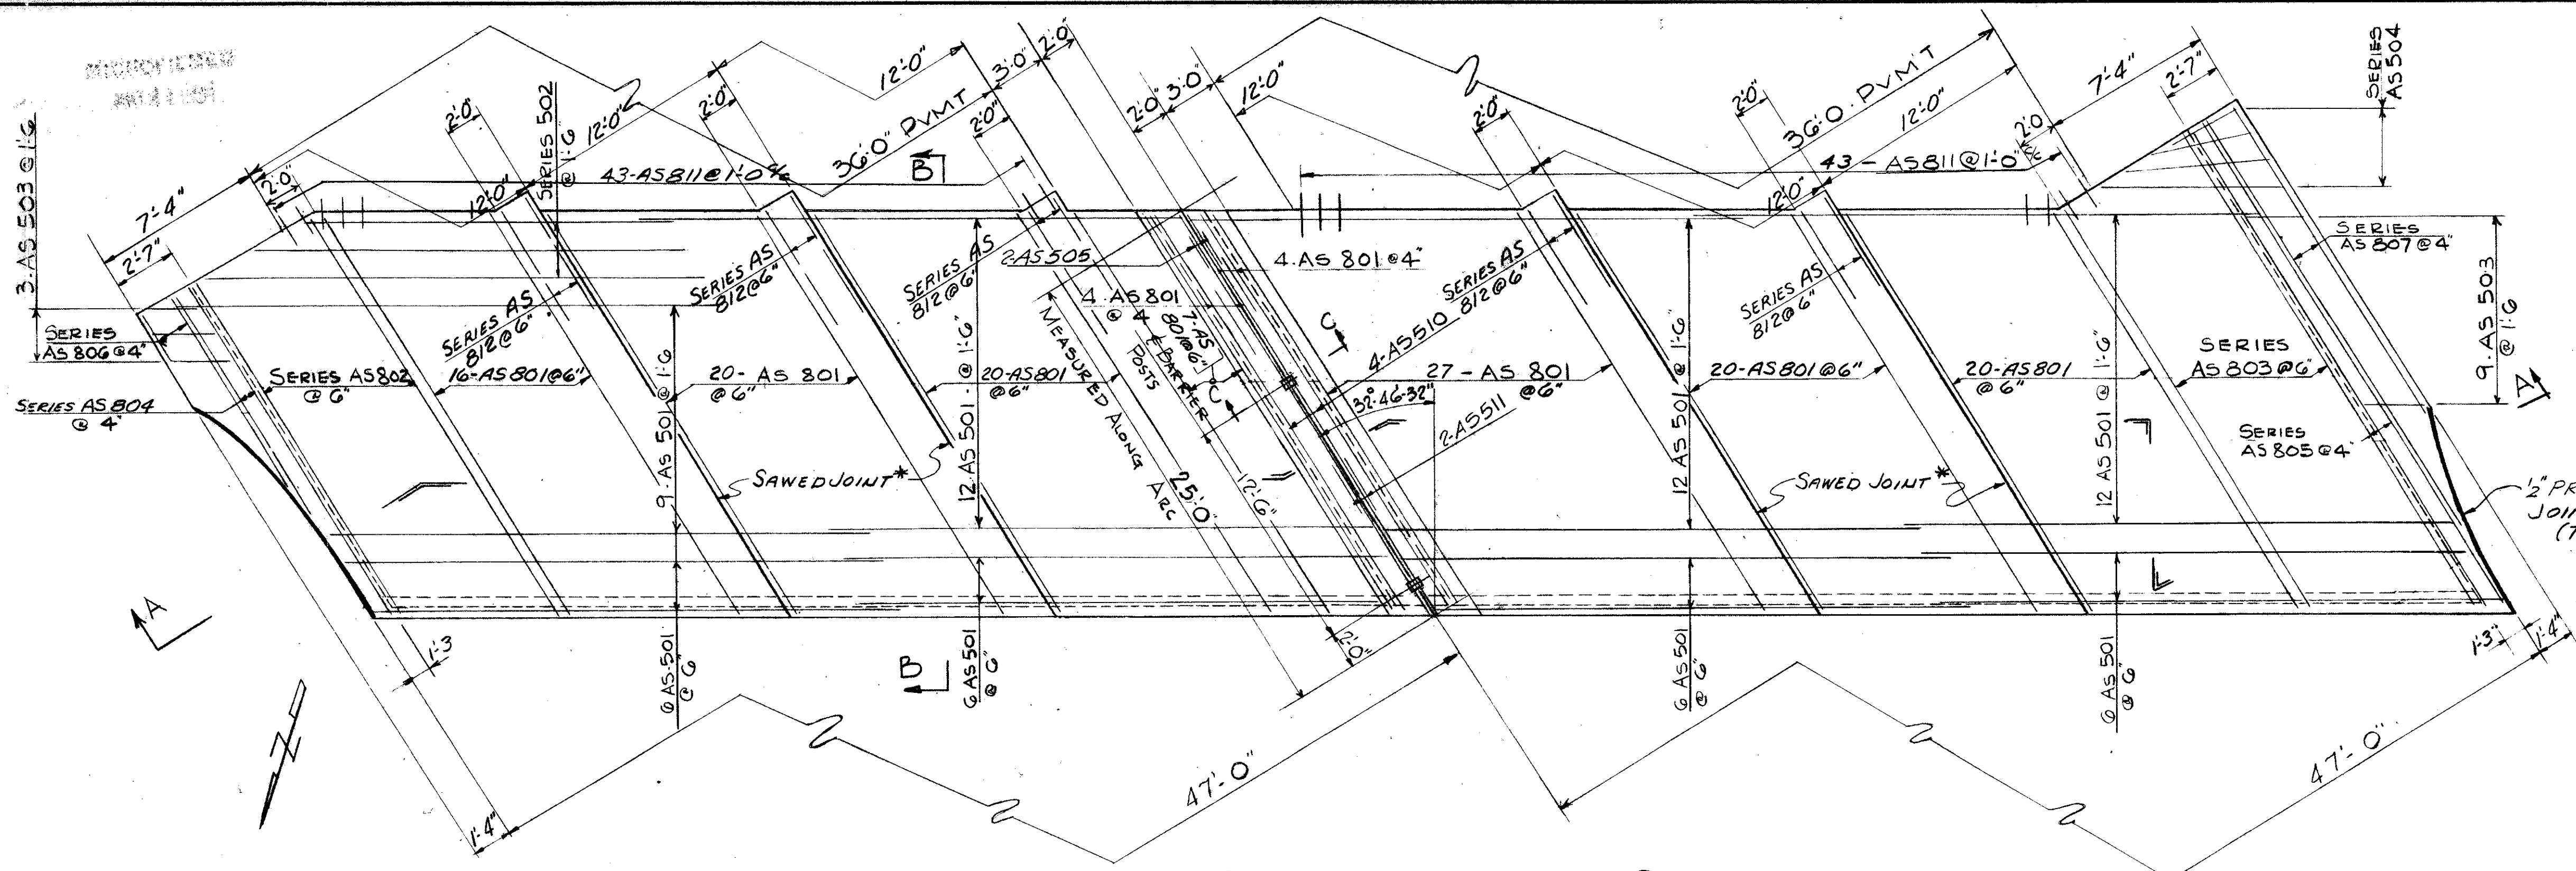 3-AS 503 @ 1'-6
7'-4"
2'-7"
2'-0"
2'-0"
12'-0"
SERIES 502
@ 1'-6
12'-0"
2'-0"
43-AS811@1'-0
36'-0" PVMT
12'-0"
3'-0"
2'-0"
2'-0"
B
2'-0"
3'-0"
12'-0"
2'-0"
2'-0"
36'-0. PVMT
12'-0"
12'-0"
43 - AS811@1'-0"
2'-0
7'-4"
2'-7"
SERIES
AS 504
SERIES
AS 806 @ 4"
SERIES AS 804
@ 4"
SERIES AS802
@ 6"
SERIES AS
812@6"
16-AS801@6"
SERIES AS
812@6"
20- AS 801
@ 6"
9-AS 501 @ 1'-6
SERIES AS
812@6"
12-AS 501 @ 1'-6"
20-AS801
@ 6"
2-AS505
4-AS 801
@ 4
7-AS
801@6"
¢ BARRIER
POSTS
MEASURED ALONG
ARC
25'-0"
12'-6"
2'-0"
C
C
4.AS 801 @ 4"
SERIES AS
812@6"
4-AS510
27 - AS 801
@ 6"
32°-46'-32"
2-AS511
12 AS 501 @ 1'-6"
SERIES AS
812@6"
20-AS801@6"
20-AS801
@ 6"
12 AS 501 @ 1'-6"
SERIES
AS 803 @ 6"
SERIES
AS 807 @ 4"
9-AS 503
@ 1'-6
A
SERIES
AS 805 @ 4"
SAWED JOINT *
SAWED JOINT *
A
1'-3
1'-4"
6 AS-501
@ 6
B
6 AS 501
@ 6"
47'-0"
6 AS 501
@ 6"
6 AS 501
@ 6"
47'-0"
1'-3"
1'-4"
N